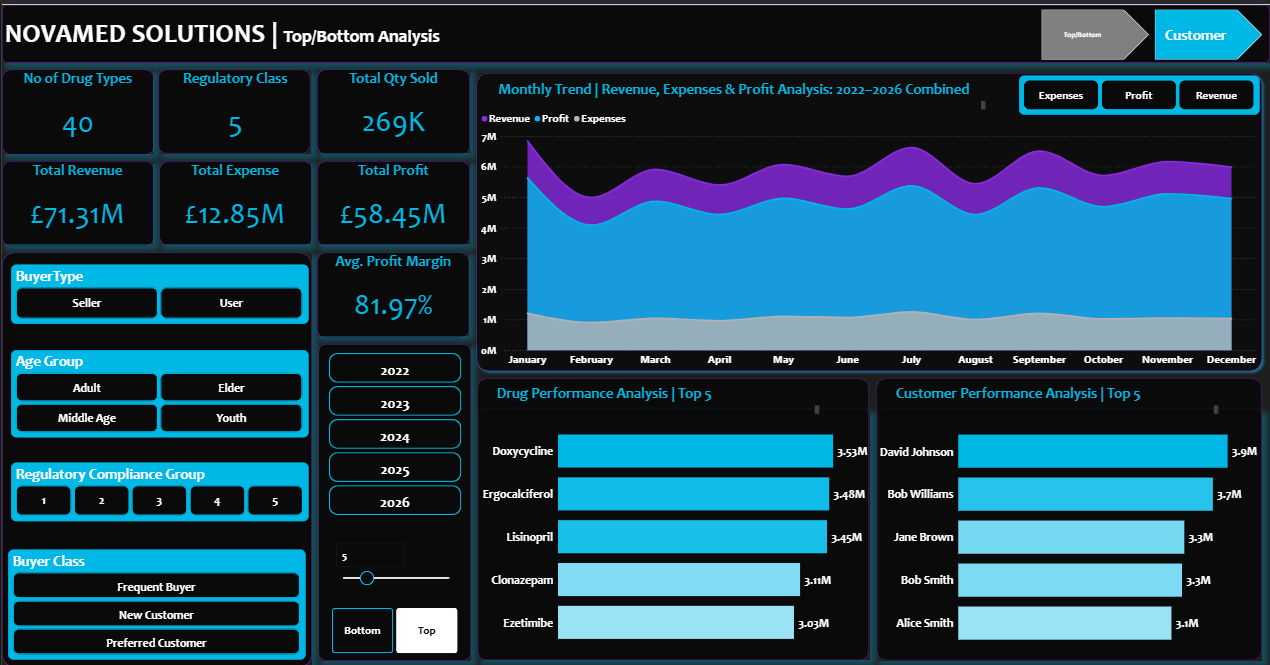 NOVAMED SOLUTIONS | Top/Bottom Analysis
Top/Bottom
Customer
No of Drug Types
40
Regulatory Class
5
Total Qty Sold
269K
Total Revenue
£71.31M
Total Expense
£12.85M
Total Profit
£58.45M
BuyerType
Seller
User
Age Group
Adult
Elder
Middle Age
Youth
Regulatory Compliance Group
1
2
3
4
5
Buyer Class
Frequent Buyer
New Customer
Preferred Customer
Avg. Profit Margin
81.97%
2022
2023
2024
2025
2026
5
Bottom
Top
Monthly Trend | Revenue, Expenses & Profit Analysis: 2022–2026 Combined
Expenses
Profit
Revenue
Revenue Profit Expenses
7M
6M
5M
4M
3M
2M
1M
0M
January February March April May June July August September October November December
Drug Performance Analysis | Top 5
Doxycycline 3.53M
Ergocalciferol 3.48M
Lisinopril 3.45M
Clonazepam 3.11M
Ezetimibe 3.03M
Customer Performance Analysis | Top 5
David Johnson 3.9M
Bob Williams 3.7M
Jane Brown 3.3M
Bob Smith 3.3M
Alice Smith 3.1M